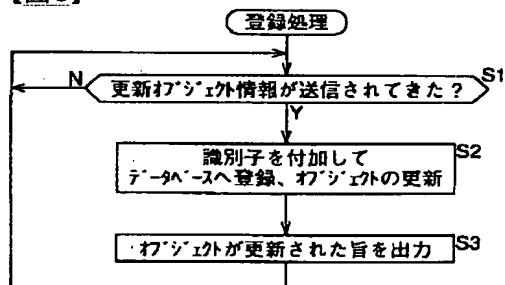 登録処理
N
更新ｵﾌﾞｼﾞｪｸﾄ情報が送信されてきた？
S1
Y
識別子を付加して
ﾃﾞｰﾀﾍﾞｰｽへ登録、ｵﾌﾞｼﾞｪｸﾄの更新
S2
ｵﾌﾞｼﾞｪｸﾄが更新された旨を出力
S3